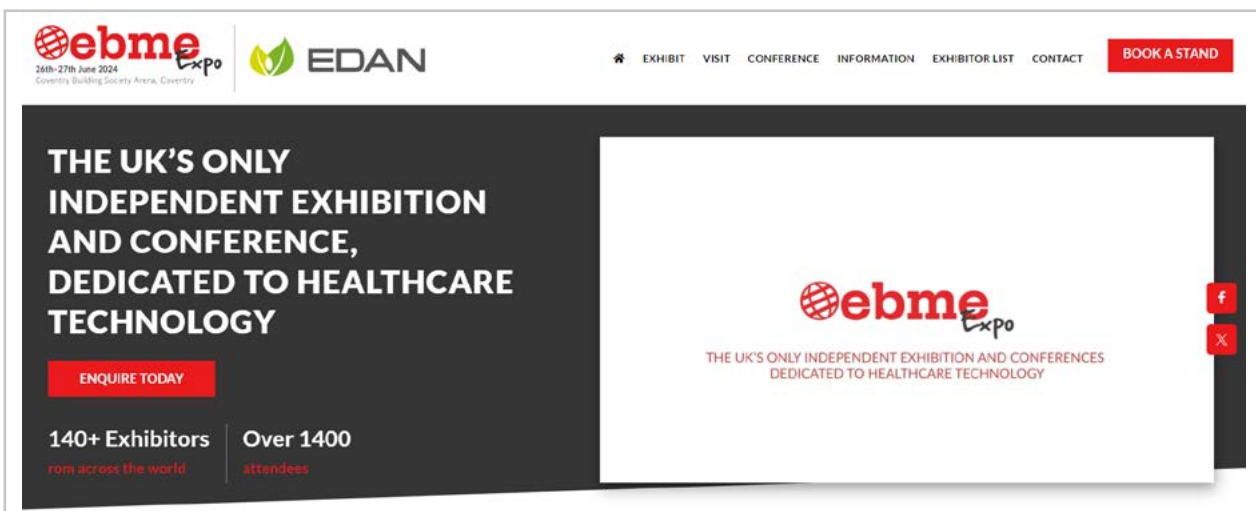 ebme
Expo
26th-27th June 2024
Coventry Building Society Arena, Coventry
EDAN
EXHIBIT VISIT CONFERENCE INFORMATION EXHIBITOR LIST CONTACT
BOOK A STAND
THE UK'S ONLY
INDEPENDENT EXHIBITION
AND CONFERENCE,
DEDICATED TO HEALTHCARE
TECHNOLOGY
ENQUIRE TODAY
140+ Exhibitors
rom across the world
Over 1400
attendees
ebme
Expo
THE UK'S ONLY INDEPENDENT EXHIBITION AND CONFERENCES
DEDICATED TO HEALTHCARE TECHNOLOGY
f
X